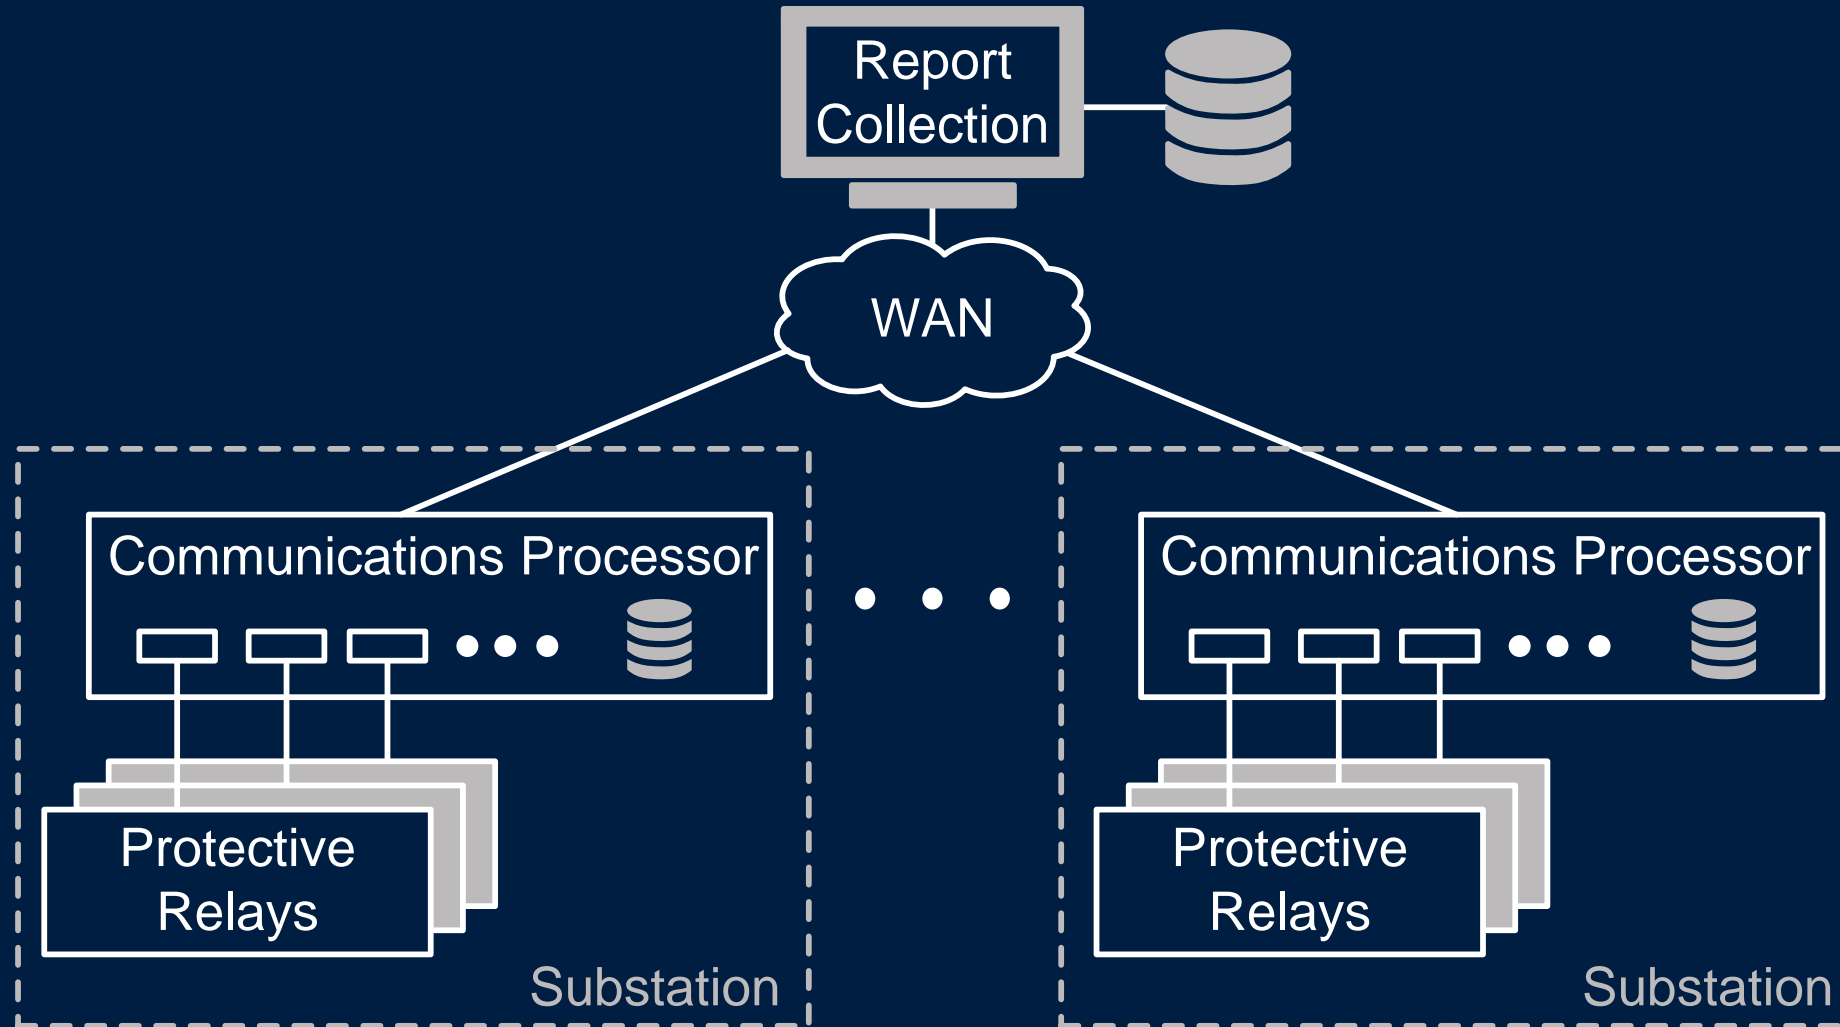 Report
Collection
WAN
Communications Processor
Protective
Relays
Substation
Communications Processor
Protective
Relays
Substation